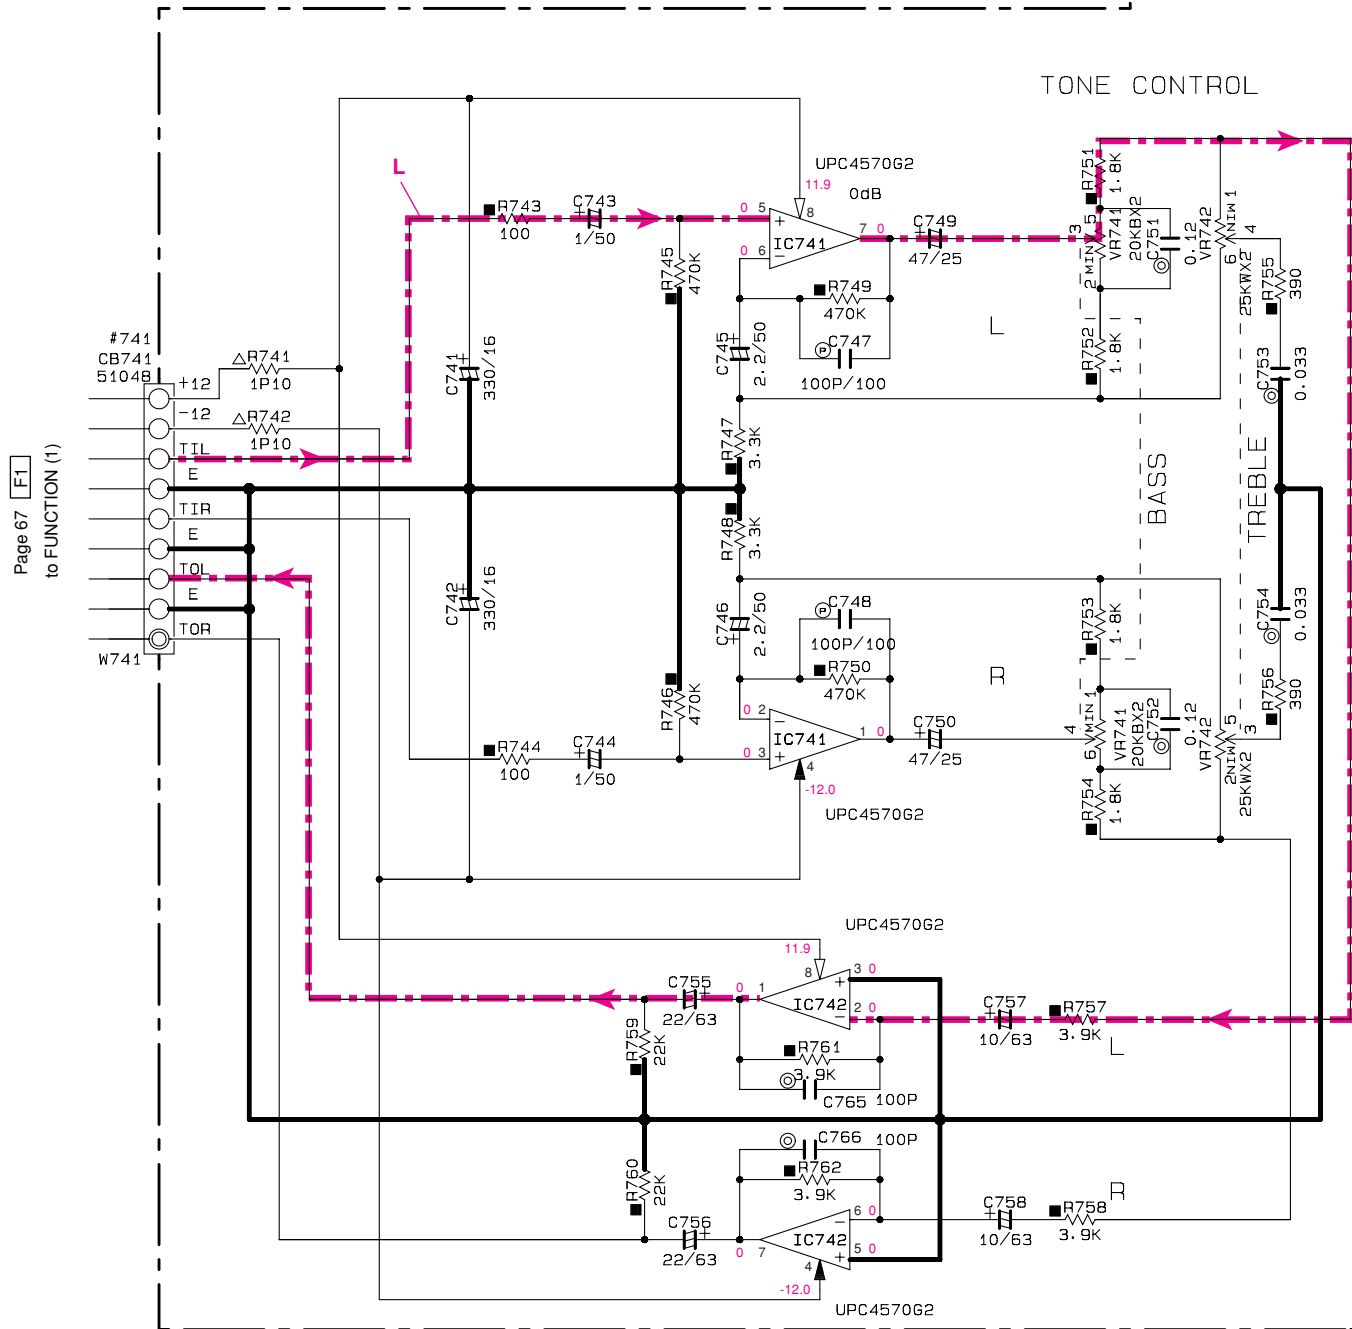 TONE CONTROL
L
UPC4570G2
11.9
0dB
8
R743
100
C743
1/50
0 5
+
IC741
7 0
0 6
−
C749
47/25
R745
470K
R749
470K
P
C747
100P/100
C745
2.2/50
L
R751
1.8K
3
5
2 MIN
VR741
20KBX2
C751
0.12
VR742
MIN 1
6
4
25KWX2
R755
390
R752
1.8K
C753
0.033
#741
CB741
51048
R741
1P10
+12
R742
1P10
-12
TIL
E
TIR
E
TOL
E
TOR
W741
Page 67 F1
to FUNCTION (1)
C741
330/16
C742
330/16
R747
3.3K
R748
3.3K
BASS
TREBLE
C746
2.2/50
P
C748
100P/100
R750
470K
R
R753
1.8K
C754
0.033
R756
390
R746
470K
R744
100
C744
1/50
0 2
−
IC741
1 0
0 3
+
4
-12.0
UPC4570G2
C750
47/25
4
MIN 1
6
VR741
20KBX2
C752
0.12
VR742
2 MIN
5
3
25KWX2
R754
1.8K
UPC4570G2
11.9
8
3 0
+
IC742
0 1
2 0
−
C755
22/63
C757
10/63
R757
3.9K
L
R759
22K
R761
3.9K
C765 100P
C766 100P
R762
3.9K
R760
22K
C756
22/63
0 7
IC742
6 0
−
5 0
+
4
-12.0
C758
10/63
R758
3.9K
R
UPC4570G2